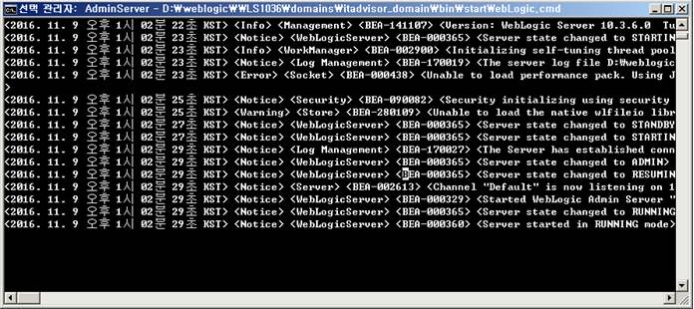 선택 관리자: AdminServer - D:\weblogic\WLS1036\domains\itadvisor_domain\bin\startWebLogic,cmd
<2016. 11. 9 오후 1시 02분 22초 KST> <Info> <Management> <BEA-141107> <Version: WebLogic Server 10.3.6.0  Tu
<2016. 11. 9 오후 1시 02분 23초 KST> <Notice> <WebLogicServer> <BEA-000365> <Server state changed to STARTIN
<2016. 11. 9 오후 1시 02분 23초 KST> <Info> <WorkManager> <BEA-002900> <Initializing self-tuning thread pool
<2016. 11. 9 오후 1시 02분 23초 KST> <Notice> <Log Management> <BEA-170019> <The server log file D:\weblogic
<2016. 11. 9 오후 1시 02분 23초 KST> <Error> <Socket> <BEA-000438> <Unable to load performance pack. Using J
>
<2016. 11. 9 오후 1시 02분 25초 KST> <Notice> <Security> <BEA-090082> <Security initializing using security
<2016. 11. 9 오후 1시 02분 25초 KST> <Warning> <Store> <BEA-280109> <Unable to load the native wlfileio libr
<2016. 11. 9 오후 1시 02분 27초 KST> <Notice> <WebLogicServer> <BEA-000365> <Server state changed to STANDBY
<2016. 11. 9 오후 1시 02분 27초 KST> <Notice> <WebLogicServer> <BEA-000365> <Server state changed to STARTIN
<2016. 11. 9 오후 1시 02분 29초 KST> <Notice> <Log Management> <BEA-170027> <The Server has established conn
<2016. 11. 9 오후 1시 02분 29초 KST> <Notice> <WebLogicServer> <BEA-000365> <Server state changed to ADMIN>
<2016. 11. 9 오후 1시 02분 29초 KST> <Notice> <WebLogicServer> <BEA-000365> <Server state changed to RESUMIN
<2016. 11. 9 오후 1시 02분 29초 KST> <Notice> <Server> <BEA-002613> <Channel "Default" is now listening on 1
<2016. 11. 9 오후 1시 02분 29초 KST> <Notice> <WebLogicServer> <BEA-000329> <Started WebLogic Admin Server "
<2016. 11. 9 오후 1시 02분 29초 KST> <Notice> <WebLogicServer> <BEA-000365> <Server state changed to RUNNING
<2016. 11. 9 오후 1시 02분 29초 KST> <Notice> <WebLogicServer> <BEA-000360> <Server started in RUNNING mode>